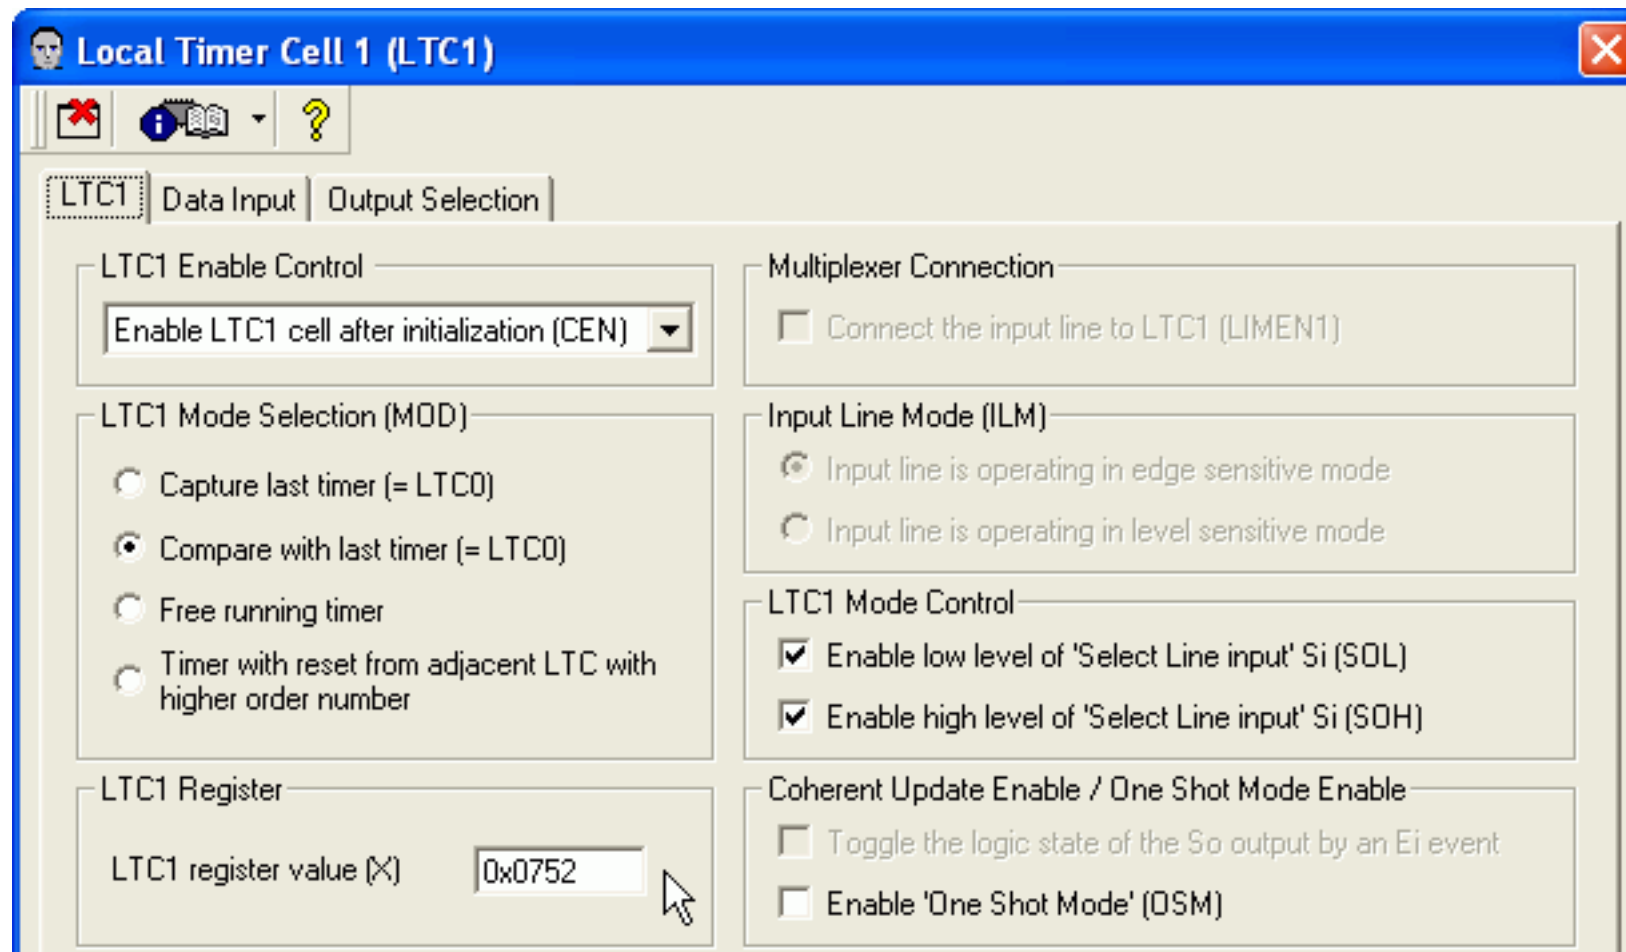 Local Timer Cell 1 (LTC1)
LTC1
Data Input
Output Selection
LTC1 Enable Control
Enable LTC1 cell after initialization (CEN)
LTC1 Mode Selection (MOD)
Capture last timer (= LTC0)
Compare with last timer (= LTC0)
Free running timer
Timer with reset from adjacent LTC with
higher order number
LTC1 Register
LTC1 register value (X)
0x0752
Multiplexer Connection
Connect the input line to LTC1 (LIMEN1)
Input Line Mode (ILM)
Input line is operating in edge sensitive mode
Input line is operating in level sensitive mode
LTC1 Mode Control
Enable low level of 'Select Line input' Si (SOL)
Enable high level of 'Select Line input' Si (SOH)
Coherent Update Enable / One Shot Mode Enable
Toggle the logic state of the So output by an Ei event
Enable 'One Shot Mode' (OSM)